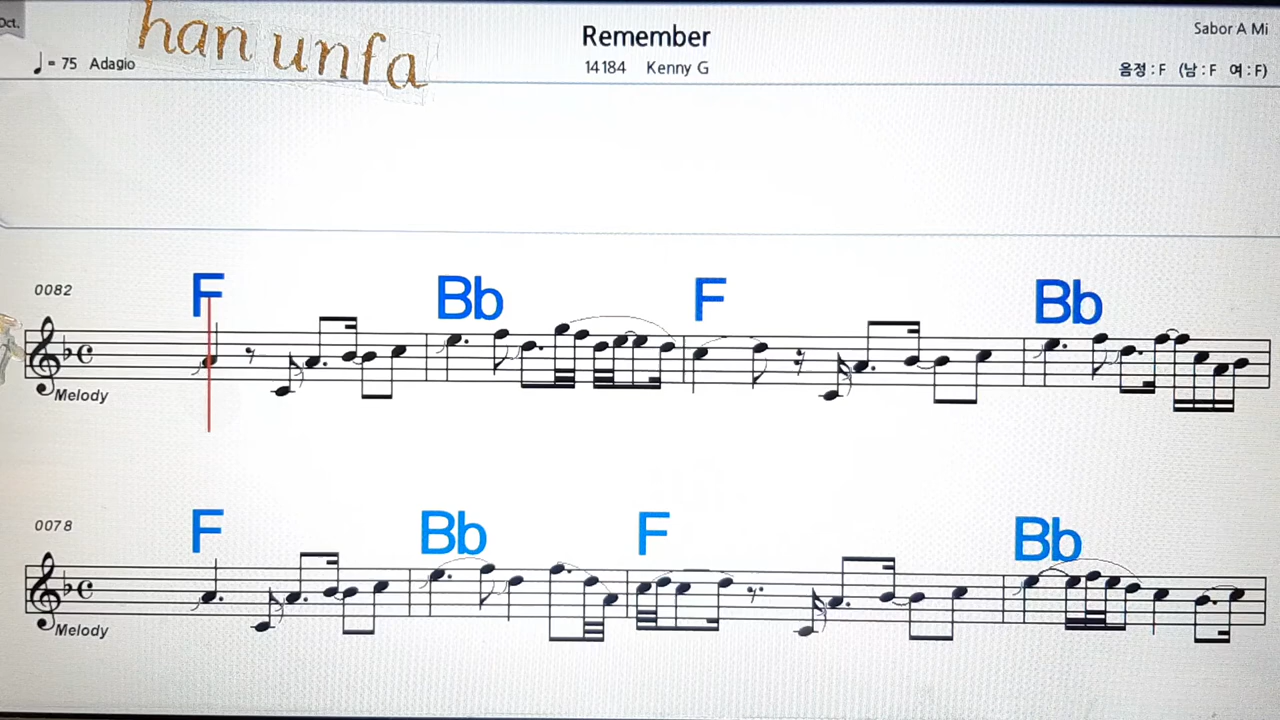 Oct.
han unfa
Remember
Sabor A Mi
♩ = 75 Adagio
14184 Kenny G
음정 : F (남 : F 여 : F)
0082
F Bb F Bb
Melody
0078
F Bb F Bb
Melody